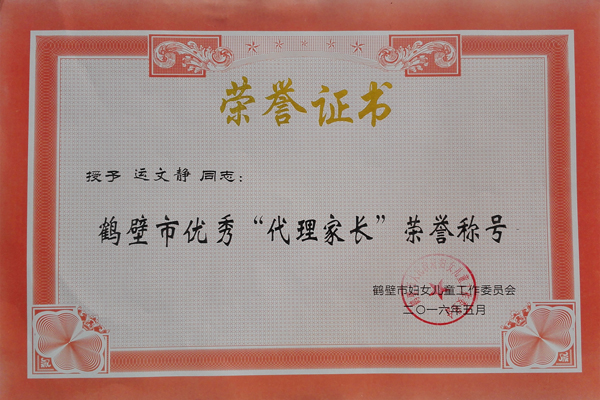 荣誉证书
授予 运文静 同志：
鹤壁市优秀“代理家长”荣誉称号
鹤壁市妇女儿童工作委员会
二〇一六年五月